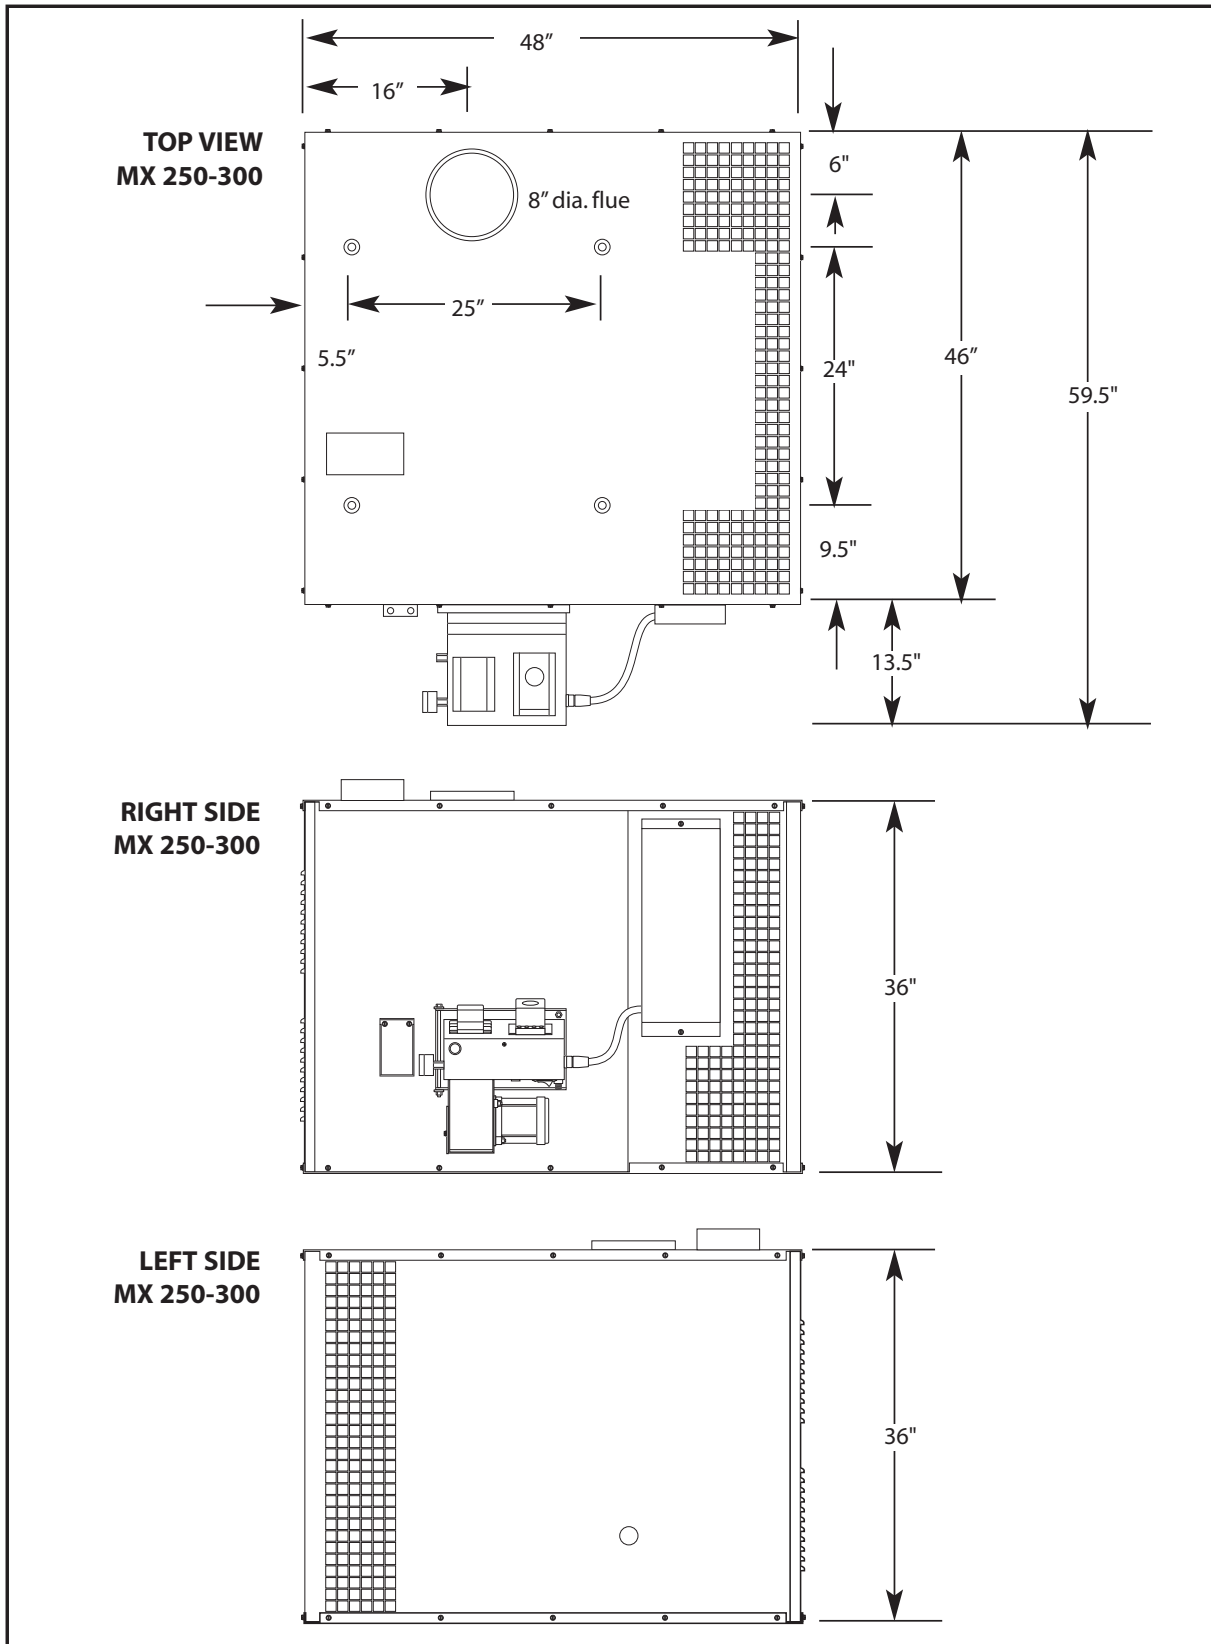 48”
16”
TOP VIEW
MX 250-300
6"
8” dia. flue
25”
5.5”
24"
46”
59.5"
9.5"
13.5"
RIGHT SIDE
MX 250-300
36"
LEFT SIDE
MX 250-300
36"